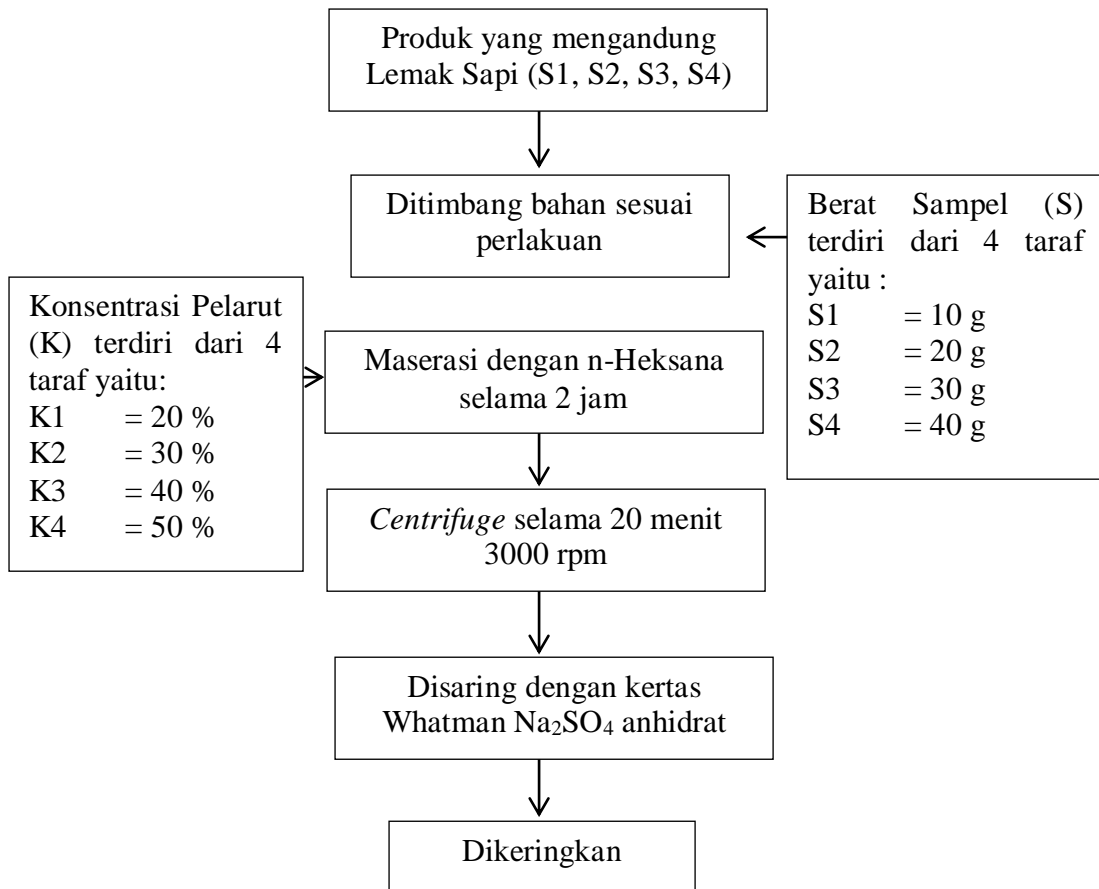 Produk yang mengandung
Lemak Sapi (S1, S2, S3, S4)
Ditimbang bahan sesuai
perlakuan
Berat Sampel (S)
terdiri dari 4 taraf
yaitu :
S1 = 10 g
S2 = 20 g
S3 = 30 g
S4 = 40 g
Konsentrasi Pelarut
(K) terdiri dari 4
taraf yaitu:
K1 = 20 %
K2 = 30 %
K3 = 40 %
K4 = 50 %
Maserasi dengan n-Heksana
selama 2 jam
Centrifuge selama 20 menit
3000 rpm
Disaring dengan kertas
Whatman Na₂SO₄ anhidrat
Dikeringkan